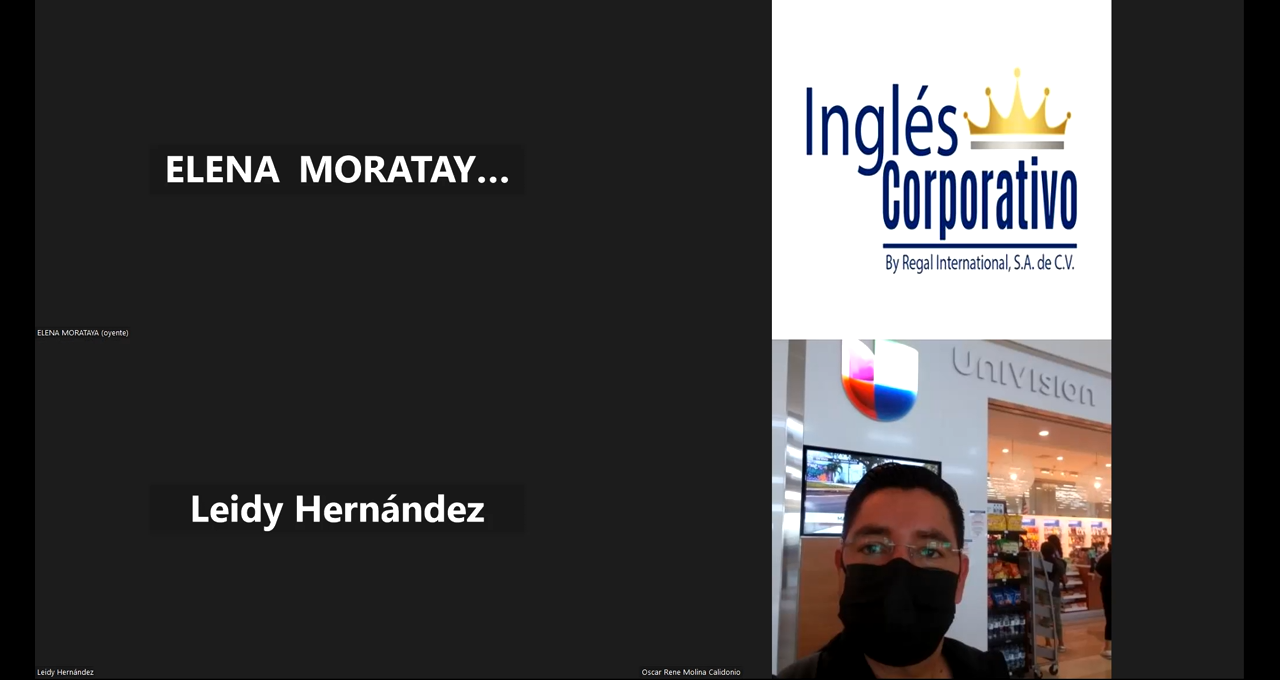 ELENA MORATAY...
ELENA MORATAYA (oyente)
Inglés
Corporativo
By Regal International, S.A. de C.V.
UNIVISION
Leidy Hernández
Leidy Hernández
Oscar Rene Molina Calidonio